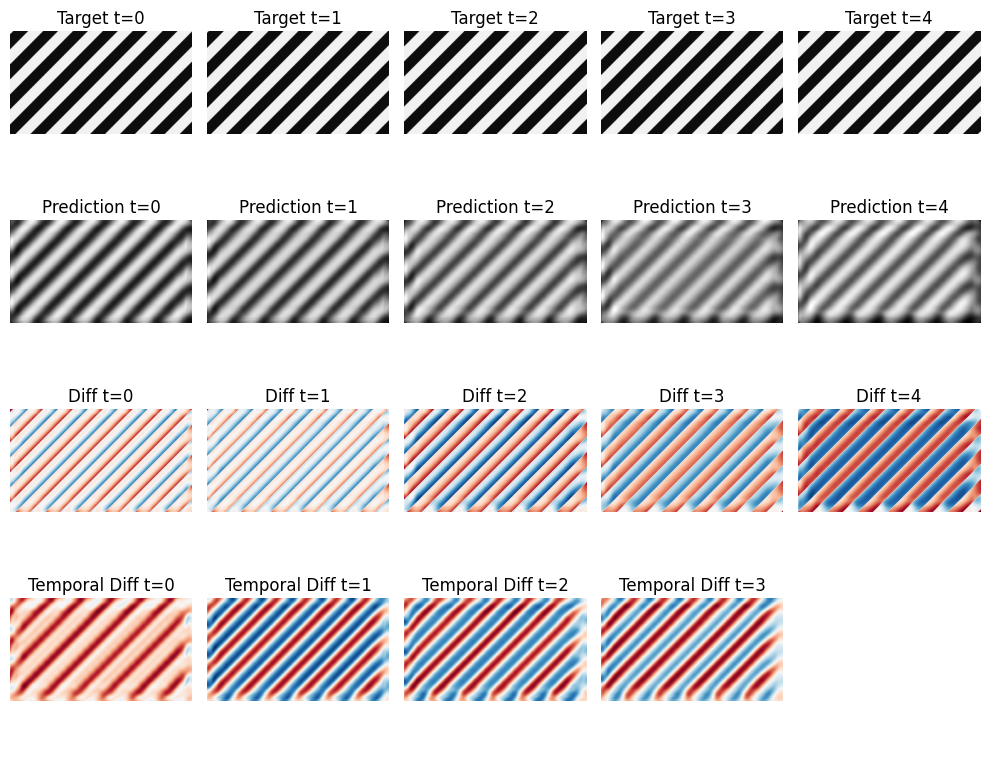 Target t=0 Target t=1 Target t=2 Target t=3 Target t=4
Prediction t=0 Prediction t=1 Prediction t=2 Prediction t=3 Prediction t=4
Diff t=0 Diff t=1 Diff t=2 Diff t=3 Diff t=4
Temporal Diff t=0 Temporal Diff t=1 Temporal Diff t=2 Temporal Diff t=3